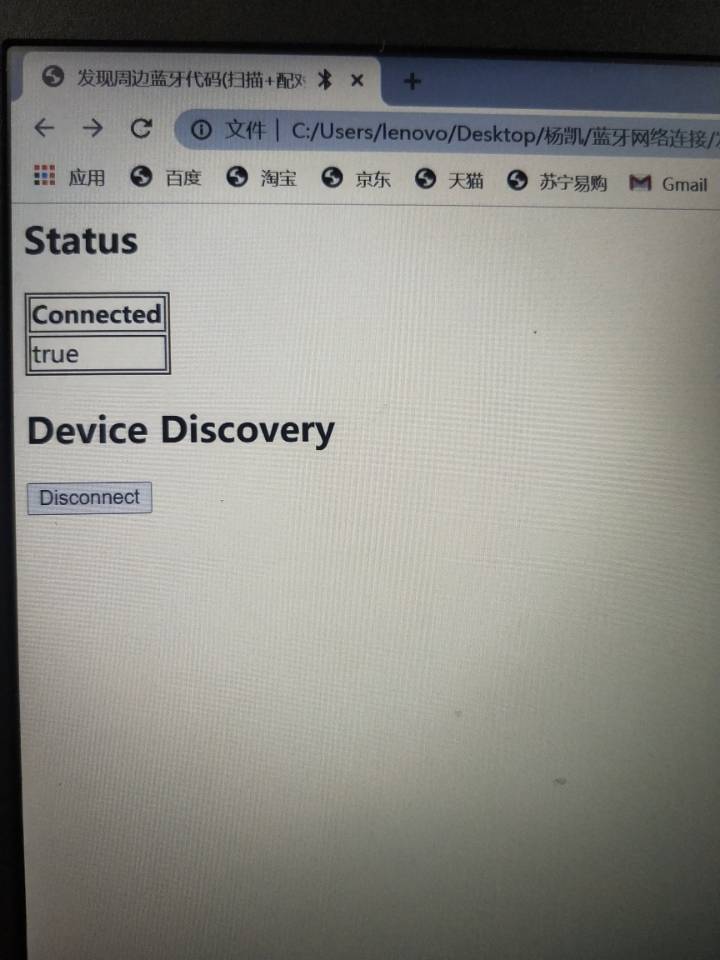 发现周边蓝牙代码(扫描+配对
文件 | C:/Users/lenovo/Desktop/杨凯/蓝牙网络连接/
应用 百度 淘宝 京东 天猫 苏宁易购 Gmail
Status
Connected
true
Device Discovery
Disconnect